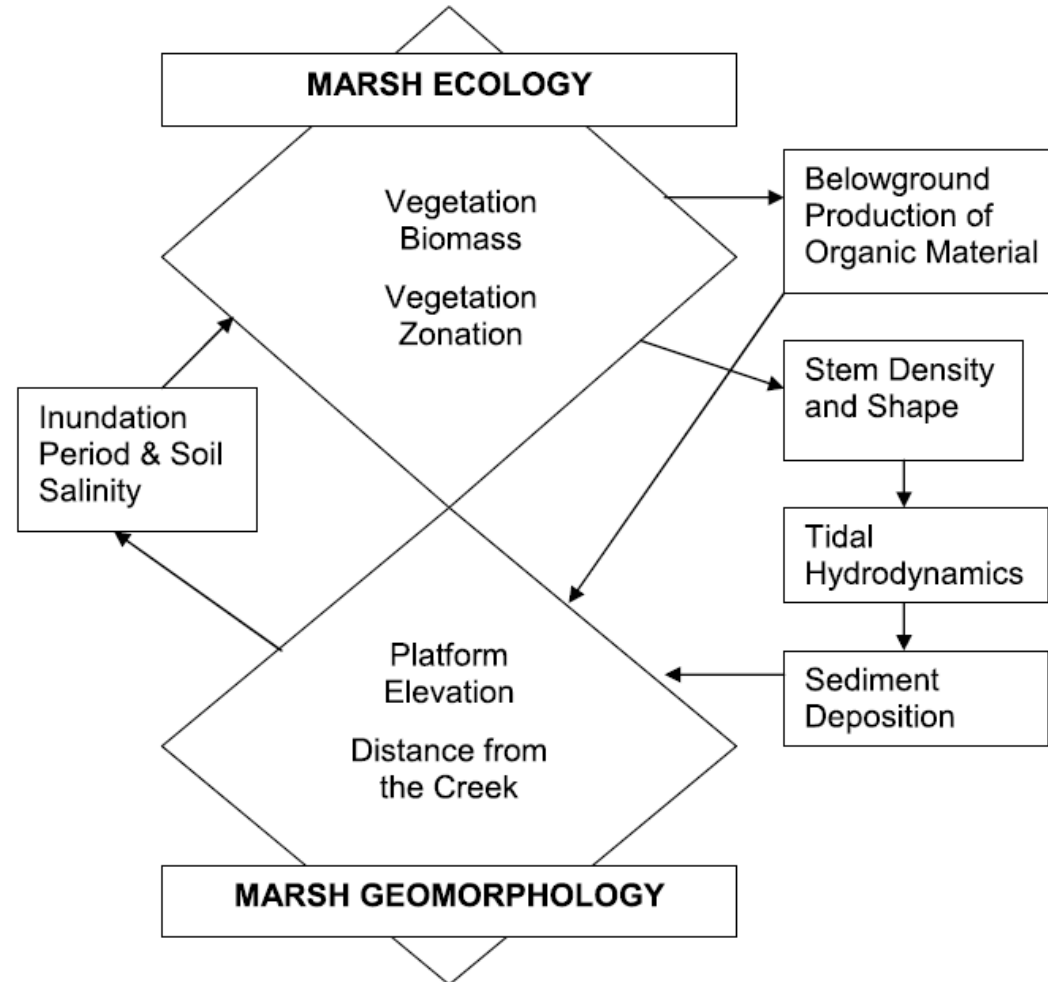 MARSH ECOLOGY
Vegetation
Biomass
Vegetation
Zonation
Belowground
Production of
Organic Material
Stem Density
and Shape
Inundation
Period & Soil
Salinity
Tidal
Hydrodynamics
Platform
Elevation
Distance from
the Creek
Sediment
Deposition
MARSH GEOMORPHOLOGY